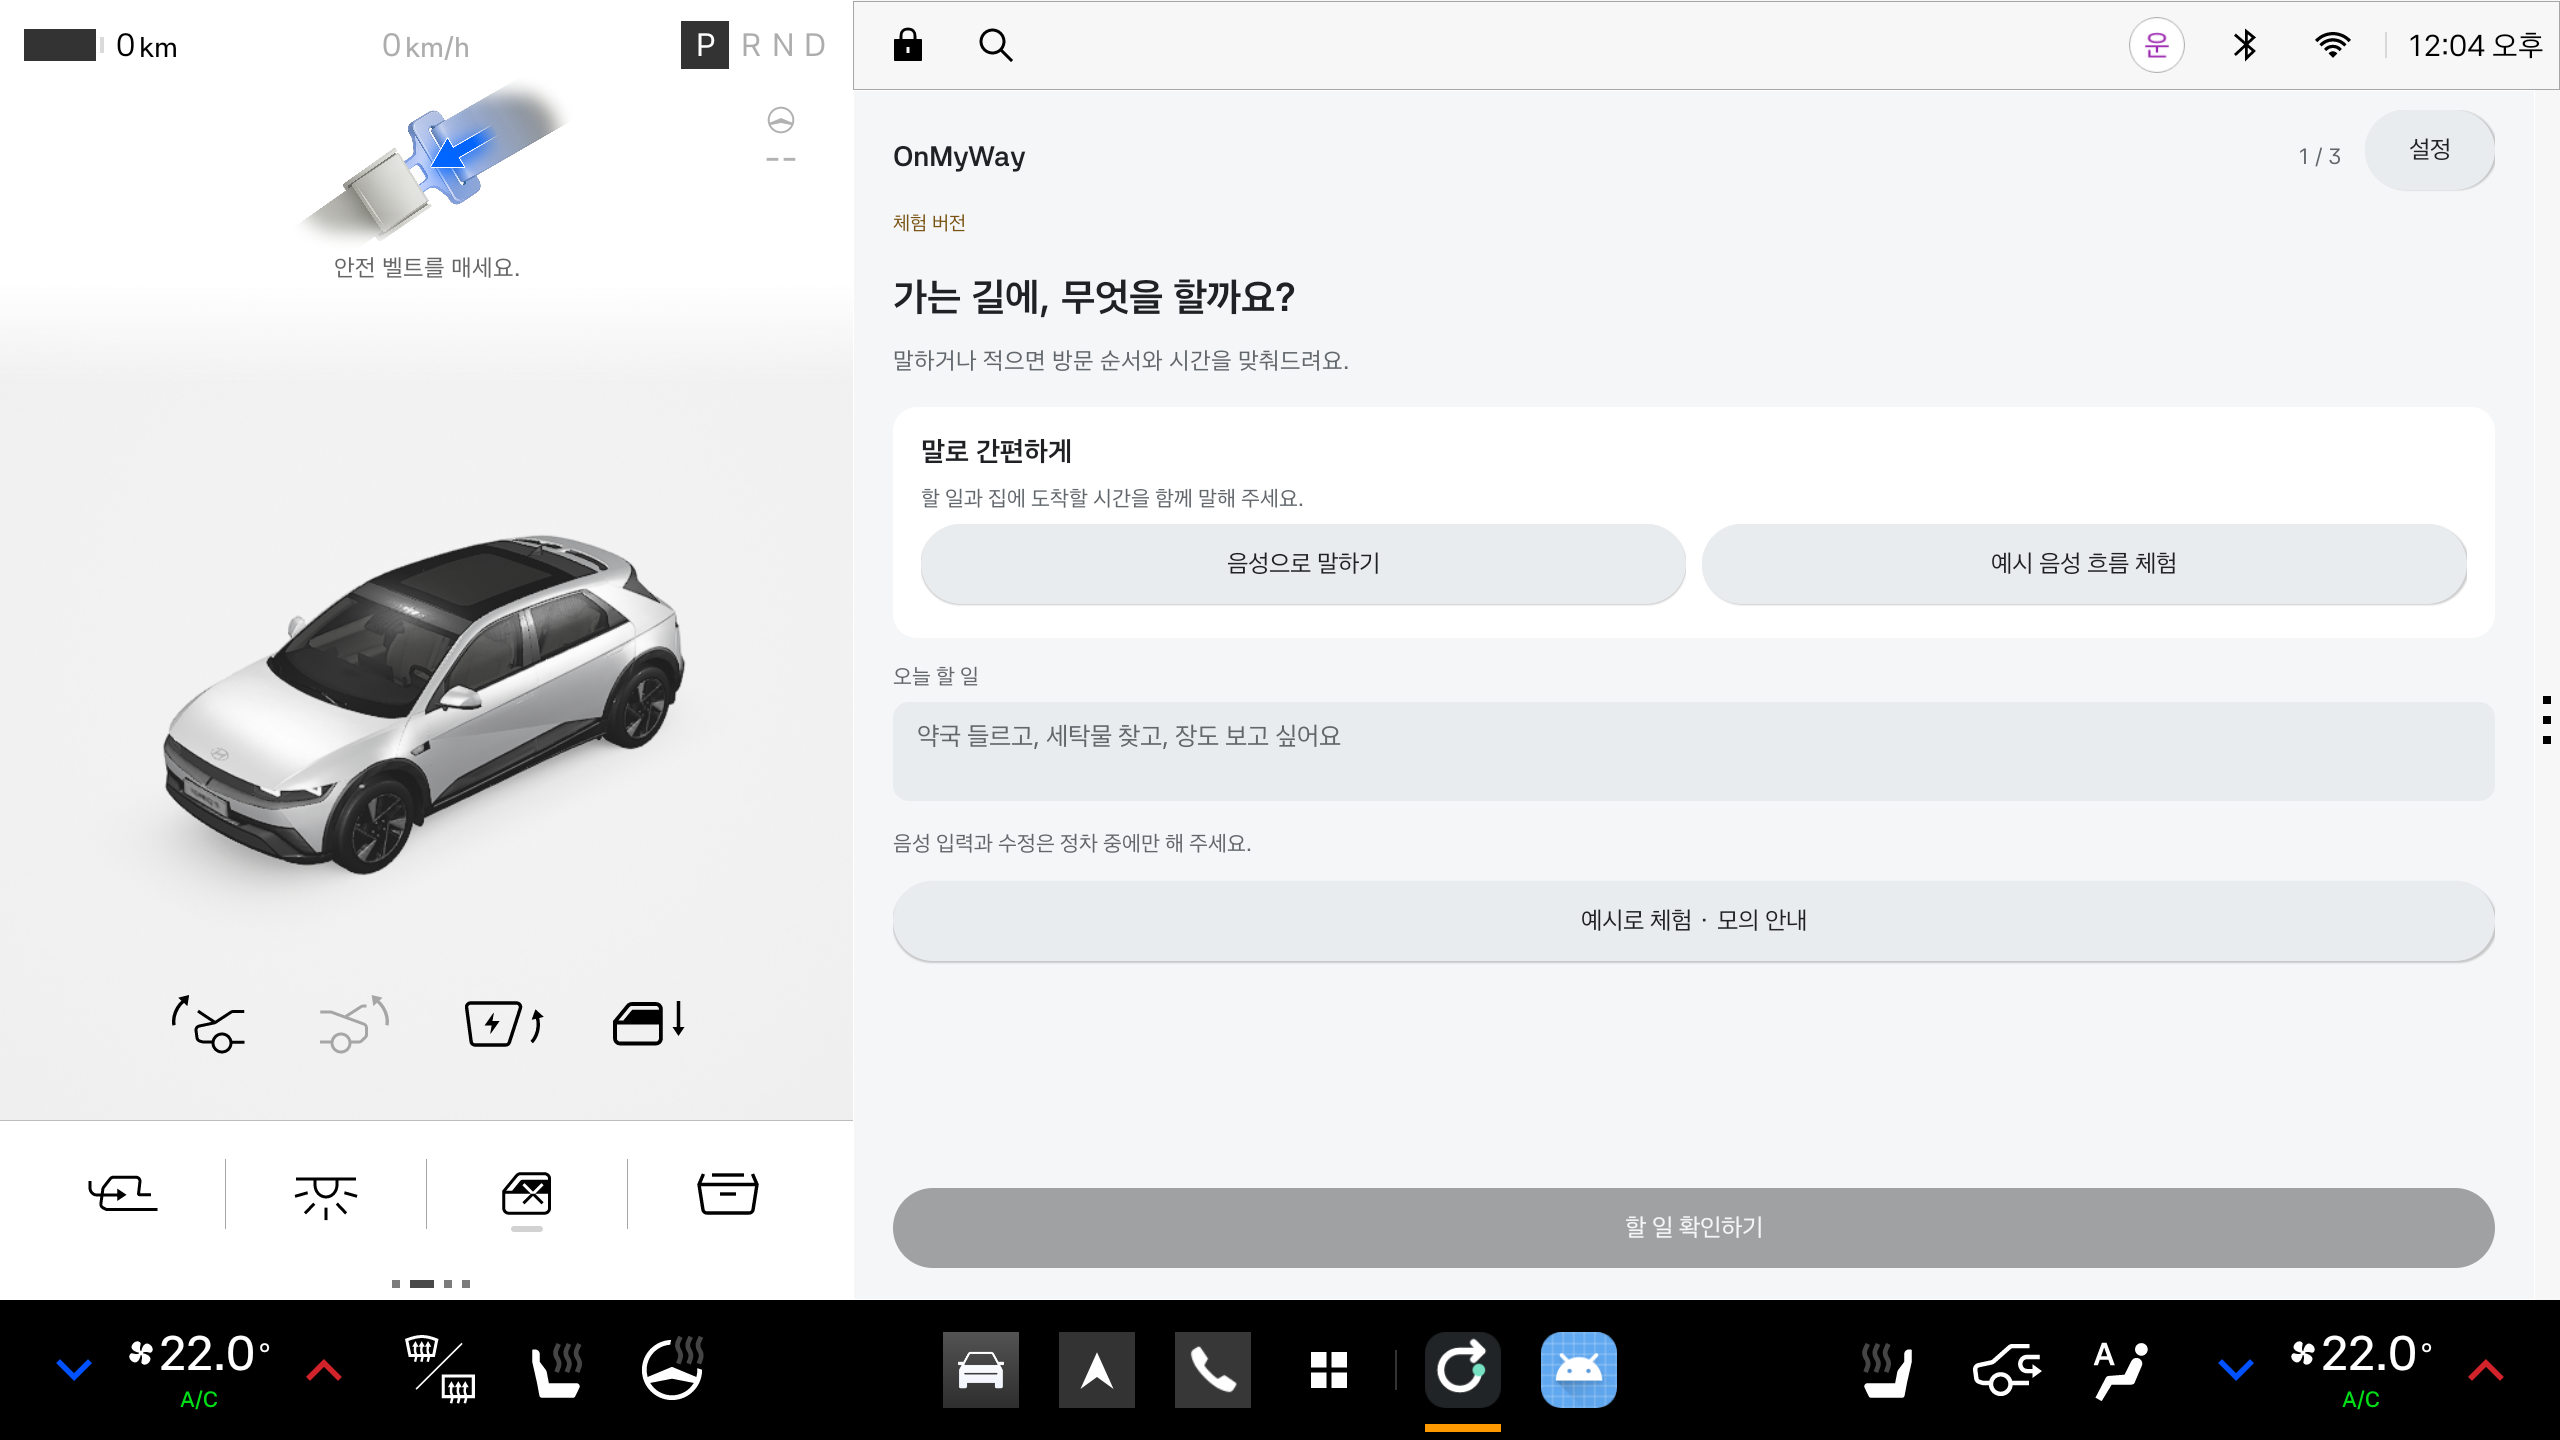 0 km
0 km/h
P R N D
안전 벨트를 매세요.
운
12:04 오후
OnMyWay
1 / 3
설정
체험 버전
가는 길에, 무엇을 할까요?
말하거나 적으면 방문 순서와 시간을 맞춰드려요.
말로 간편하게
할 일과 집에 도착할 시간을 함께 말해 주세요.
음성으로 말하기
예시 음성 흐름 체험
오늘 할 일
약국 들르고, 세탁물 찾고, 장도 보고 싶어요
음성 입력과 수정은 정차 중에만 해 주세요.
예시로 체험 · 모의 안내
할 일 확인하기
22.0°
A/C
A
22.0°
A/C